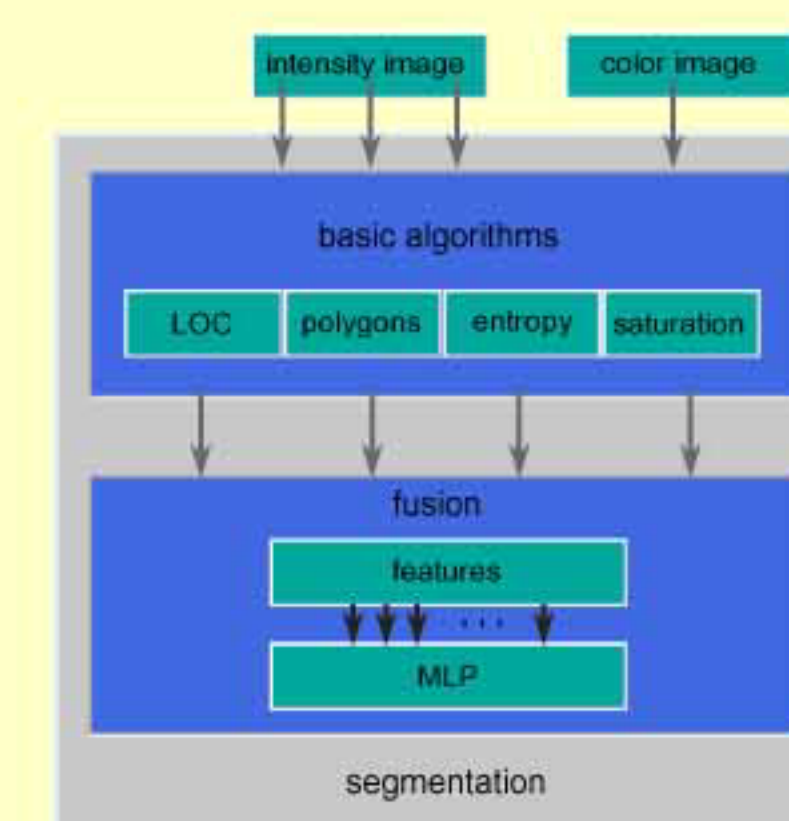 intensity image color image
basic algorithms
LOC polygons entropy saturation
fusion
features
...
MLP
segmentation